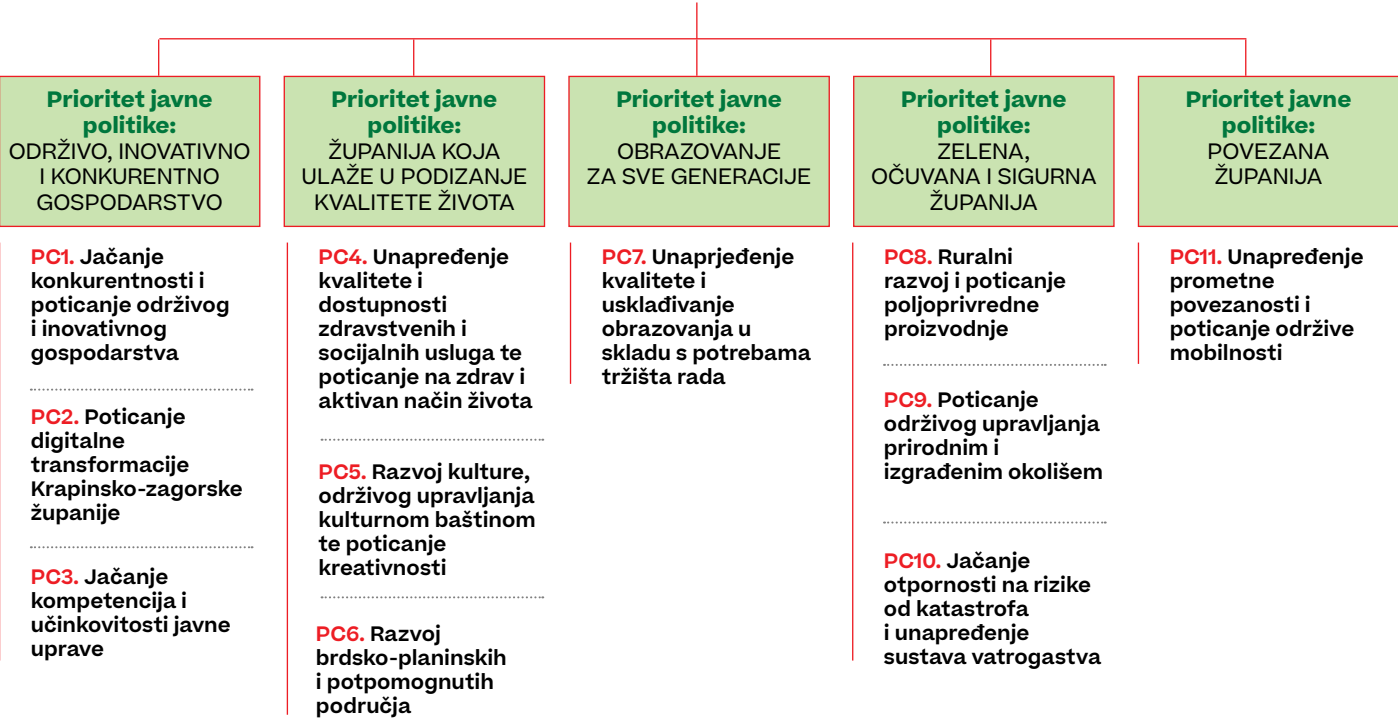 Prioritet javne
politike:
ODRŽIVO, INOVATIVNO
I KONKURENTNO
GOSPODARSTVO
PC1. Jačanje
konkurentnosti i
poticanje održivog
i inovativnog
gospodarstva
PC2. Poticanje
digitalne
transformacije
Krapinsko-zagorske
županije
PC3. Jačanje
kompetencija i
učinkovitosti javne
uprave
Prioritet javne
politike:
ŽUPANIJA KOJA
ULAŽE U PODIZANJE
KVALITETE ŽIVOTA
PC4. Unapređenje
kvalitete i
dostupnosti
zdravstvenih i
socijalnih usluga te
poticanje na zdrav i
aktivan način života
PC5. Razvoj kulture,
održivog upravljanja
kulturnom baštinom
te poticanje
kreativnosti
PC6. Razvoj
brdsko-planinskih
i potpomognutih
područja
Prioritet javne
politike:
OBRAZOVANJE
ZA SVE GENERACIJE
PC7. Unaprjeđenje
kvalitete i
usklađivanje
obrazovanja u
skladu s potrebama
tržišta rada
Prioritet javne
politike:
ZELENA,
OČUVANA I SIGURNA
ŽUPANIJA
PC8. Ruralni
razvoj i poticanje
poljoprivredne
proizvodnje
PC9. Poticanje
održivog upravljanja
prirodnim i
izgrađenim okolišem
PC10. Jačanje
otpornosti na rizike
od katastrofa
i unapređenje
sustava vatrogastva
Prioritet javne
politike:
POVEZANA
ŽUPANIJA
PC11. Unapređenje
prometne
povezanosti i
poticanje održive
mobilnosti